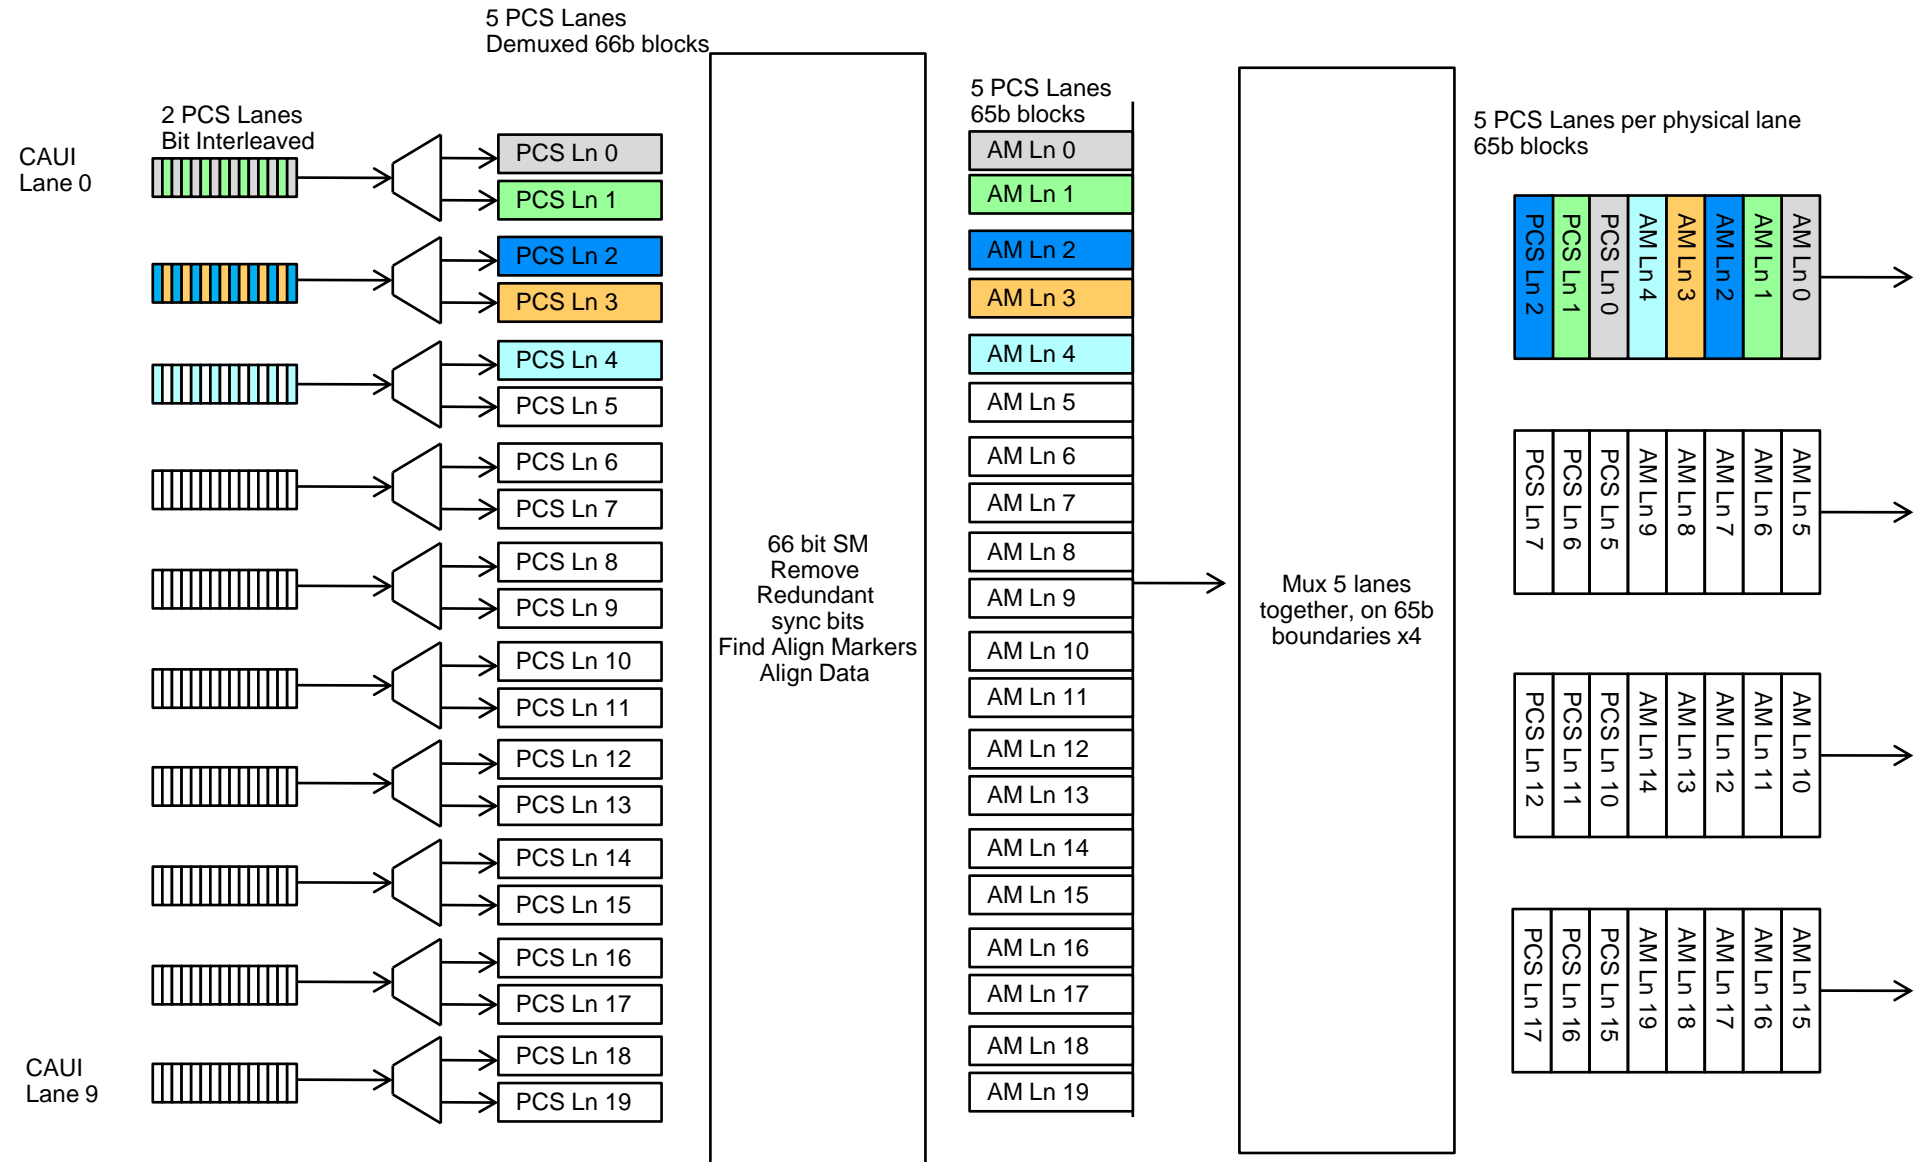 5 PCS Lanes
Demuxed 66b blocks
2 PCS Lanes
Bit Interleaved
CAUI
Lane 0
PCS Ln 0
PCS Ln 1
PCS Ln 2
PCS Ln 3
PCS Ln 4
PCS Ln 5
PCS Ln 6
PCS Ln 7
PCS Ln 8
PCS Ln 9
PCS Ln 10
PCS Ln 11
PCS Ln 12
PCS Ln 13
PCS Ln 14
PCS Ln 15
PCS Ln 16
PCS Ln 17
PCS Ln 18
PCS Ln 19
CAUI
Lane 9
66 bit SM
Remove
Redundant
sync bits
Find Align Markers
Align Data
5 PCS Lanes
65b blocks
AM Ln 0
AM Ln 1
AM Ln 2
AM Ln 3
AM Ln 4
AM Ln 5
AM Ln 6
AM Ln 7
AM Ln 8
AM Ln 9
AM Ln 10
AM Ln 11
AM Ln 12
AM Ln 13
AM Ln 14
AM Ln 15
AM Ln 16
AM Ln 17
AM Ln 18
AM Ln 19
Mux 5 lanes
together, on 65b
boundaries x4
5 PCS Lanes per physical lane
65b blocks
PCS Ln 2
PCS Ln 1
PCS Ln 0
AM Ln 4
AM Ln 3
AM Ln 2
AM Ln 1
AM Ln 0
PCS Ln 7
PCS Ln 6
PCS Ln 5
AM Ln 9
AM Ln 8
AM Ln 7
AM Ln 6
AM Ln 5
PCS Ln 12
PCS Ln 11
PCS Ln 10
AM Ln 14
AM Ln 13
AM Ln 12
AM Ln 11
AM Ln 10
PCS Ln 17
PCS Ln 16
PCS Ln 15
AM Ln 19
AM Ln 18
AM Ln 17
AM Ln 16
AM Ln 15